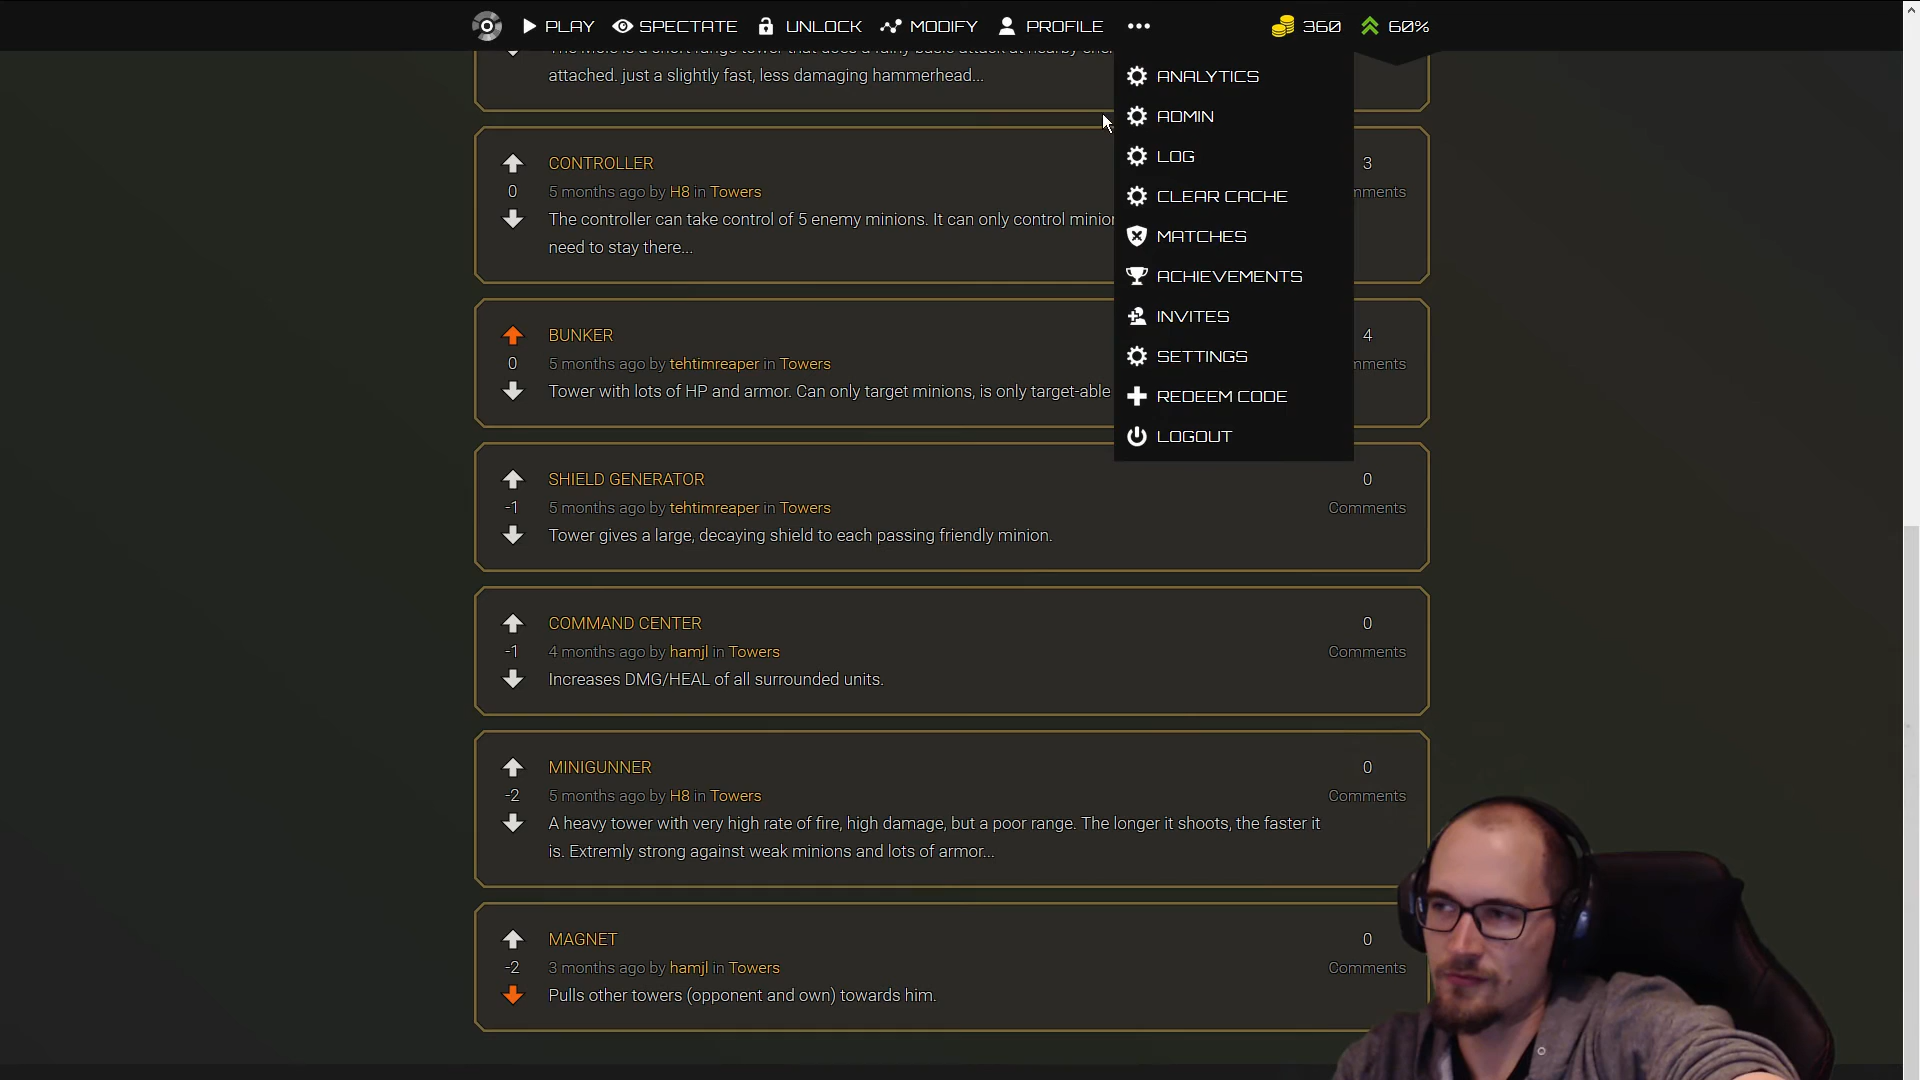 PLAY SPECTATE UNLOCK MODIFY PROFILE ••• 360 60%
attached. just a slightly fast, less damaging hammerhead...
ANALYTICS
ADMIN
LOG
CLEAR CACHE
MATCHES
ACHIEVEMENTS
INVITES
SETTINGS
REDEEM CODE
LOGOUT
CONTROLLER 3
0 5 months ago by H8 in Towers
The controller can take control of 5 enemy minions. It can only control
need to stay there...
BUNKER 4
0 5 months ago by tehtimreaper in Towers
Tower with lots of HP and armor. Can only target minions, is only target-able
SHIELD GENERATOR 0
-1 5 months ago by tehtimreaper in Towers Comments
Tower gives a large, decaying shield to each passing friendly minion.
COMMAND CENTER 0
-1 4 months ago by hamjl in Towers Comments
Increases DMG/HEAL of all surrounded units.
MINIGUNNER 0
-2 5 months ago by H8 in Towers Comments
A heavy tower with very high rate of fire, high damage, but a poor range. The longer it shoots, the faster it
is. Extremly strong against weak minions and lots of armor...
MAGNET 0
-2 3 months ago by hamjl in Towers Comments
Pulls other towers (opponent and own) towards him.